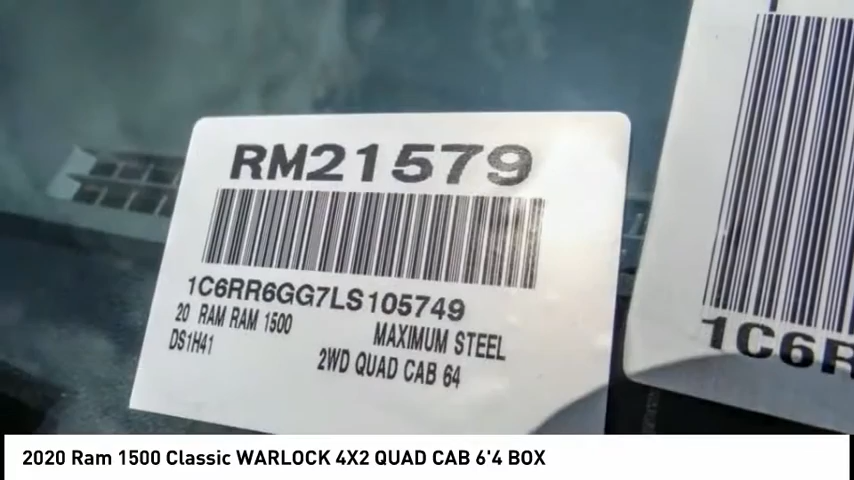 RM21579
1C6RR6GG7LS105749
20 RAM RAM 1500
MAXIMUM STEEL
DS1H41
2WD QUAD CAB 64
1C6R
2020 Ram 1500 Classic WARLOCK 4X2 QUAD CAB 6'4 BOX